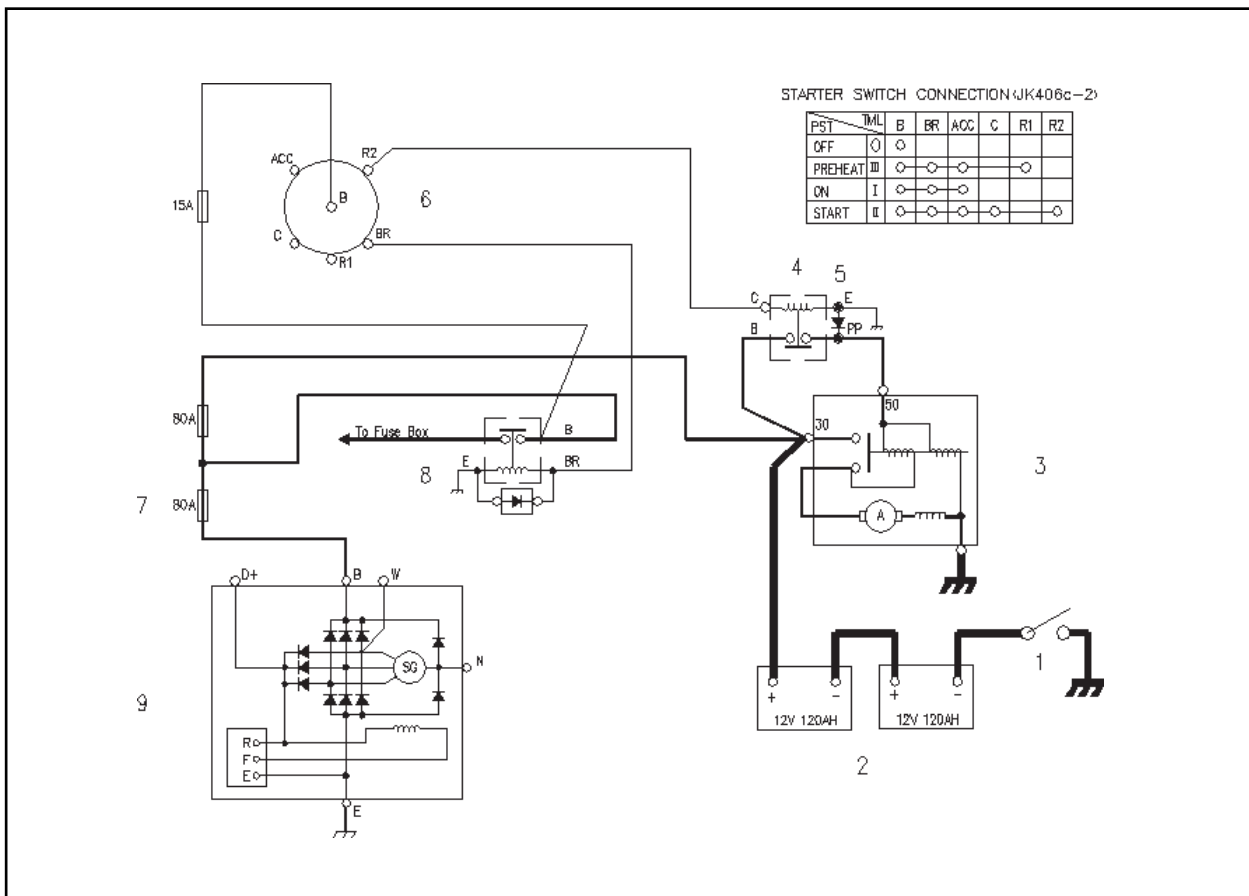 STARTER SWITCH CONNECTION (JK406c-2)
PST TML B BR ACC C R1 R2
OFF O
PREHEAT III
ON I
START II
ACC
R2
B
6
15A
C
BR
R1
4
5
C
E
B
PP
50
30
3
80A
To Fuse Box
B
E
BR
8
7
80A
A
D+
B
W
SG
N
9
R
F
E
E
1
+
-
+
-
12V 120AH
12V 120AH
2